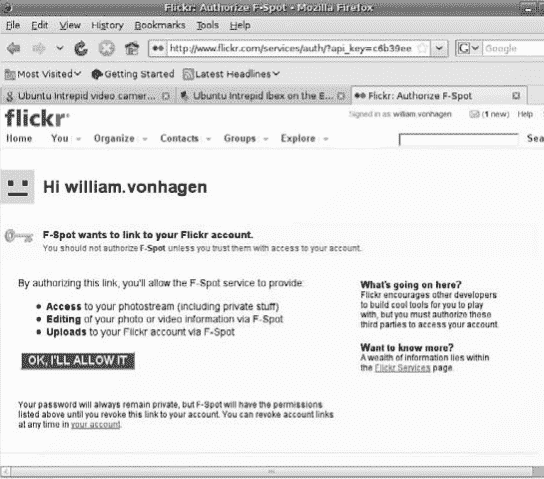 Flickr: Authorize F-Spot - Mozilla Firefox
File Edit View History Bookmarks Tools Help
http://www.flickr.com/services/auth/?api_key=c6b39ee
Google
Most Visited Getting Started Latest Headlines
Ubuntu Intrepid video camer... Ubuntu Intrepid Ibex on the E... Flickr: Authorize F-Spot
flickr
Signed in as william.vonhagen (1 new) Help
Home You Organize Contacts Groups Explore Sea
Hi william.vonhagen
F-Spot wants to link to your Flickr account.
You should not authorize F-Spot unless you trust them with access to your account.
By authorizing this link, you'll allow the F-Spot service to provide:
• Access to your photostream (including private stuff)
• Editing of your photo or video information via F-Spot
• Uploads to your Flickr account via F-Spot
OK, I'LL ALLOW IT
Your password will always remain private, but F-Spot will have the permissions
listed above until you revoke this link to your account. You can revoke account links
at any time in your account.
What's going on here?
Flickr encourages other developers
to build cool tools for you to play
with, but you must authorize these
third parties to access your account.
Want to know more?
A wealth of information lies within
the Flickr Services page.